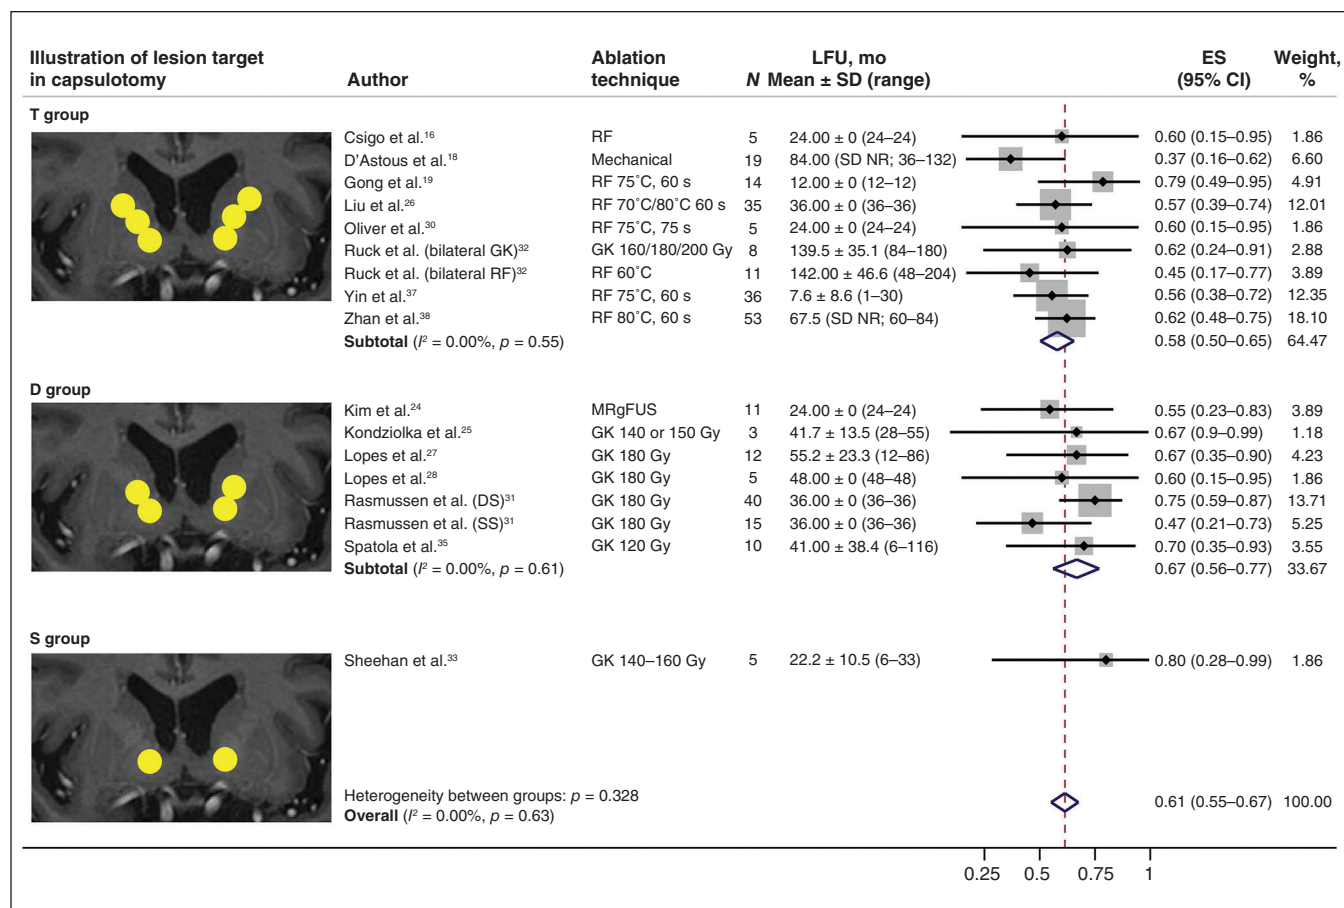 Illustration of lesion target in capsulotomy Author Ablation technique N LFU, mo Mean ± SD (range) ES (95% CI) Weight, %
T group
Csigo et al.16 RF 5 24.00 ± 0 (24–24) 0.60 (0.15–0.95) 1.86
D'Astous et al.18 Mechanical 19 84.00 (SD NR; 36–132) 0.37 (0.16–0.62) 6.60
Gong et al.19 RF 75˚C, 60 s 14 12.00 ± 0 (12–12) 0.79 (0.49–0.95) 4.91
Liu et al.26 RF 70˚C/80˚C 60 s 35 36.00 ± 0 (36–36) 0.57 (0.39–0.74) 12.01
Oliver et al.30 RF 75˚C, 75 s 5 24.00 ± 0 (24–24) 0.60 (0.15–0.95) 1.86
Ruck et al. (bilateral GK)32 GK 160/180/200 Gy 8 139.5 ± 35.1 (84–180) 0.62 (0.24–0.91) 2.88
Ruck et al. (bilateral RF)32 RF 60˚C 11 142.00 ± 46.6 (48–204) 0.45 (0.17–0.77) 3.89
Yin et al.37 RF 75˚C, 60 s 36 7.6 ± 8.6 (1–30) 0.56 (0.38–0.72) 12.35
Zhan et al.38 RF 80˚C, 60 s 53 67.5 (SD NR; 60–84) 0.62 (0.48–0.75) 18.10
Subtotal (I2 = 0.00%, p = 0.55) 0.58 (0.50–0.65) 64.47
D group
Kim et al.24 MRgFUS 11 24.00 ± 0 (24–24) 0.55 (0.23–0.83) 3.89
Kondziolka et al.25 GK 140 or 150 Gy 3 41.7 ± 13.5 (28–55) 0.67 (0.9–0.99) 1.18
Lopes et al.27 GK 180 Gy 12 55.2 ± 23.3 (12–86) 0.67 (0.35–0.90) 4.23
Lopes et al.28 GK 180 Gy 5 48.00 ± 0 (48–48) 0.60 (0.15–0.95) 1.86
Rasmussen et al. (DS)31 GK 180 Gy 40 36.00 ± 0 (36–36) 0.75 (0.59–0.87) 13.71
Rasmussen et al. (SS)31 GK 180 Gy 15 36.00 ± 0 (36–36) 0.47 (0.21–0.73) 5.25
Spatola et al.35 GK 120 Gy 10 41.00 ± 38.4 (6–116) 0.70 (0.35–0.93) 3.55
Subtotal (I2 = 0.00%, p = 0.61) 0.67 (0.56–0.77) 33.67
S group
Sheehan et al.33 GK 140–160 Gy 5 22.2 ± 10.5 (6–33) 0.80 (0.28–0.99) 1.86
Heterogeneity between groups: p = 0.328
Overall (I2 = 0.00%, p = 0.63) 0.61 (0.55–0.67) 100.00
0.25 0.5 0.75 1